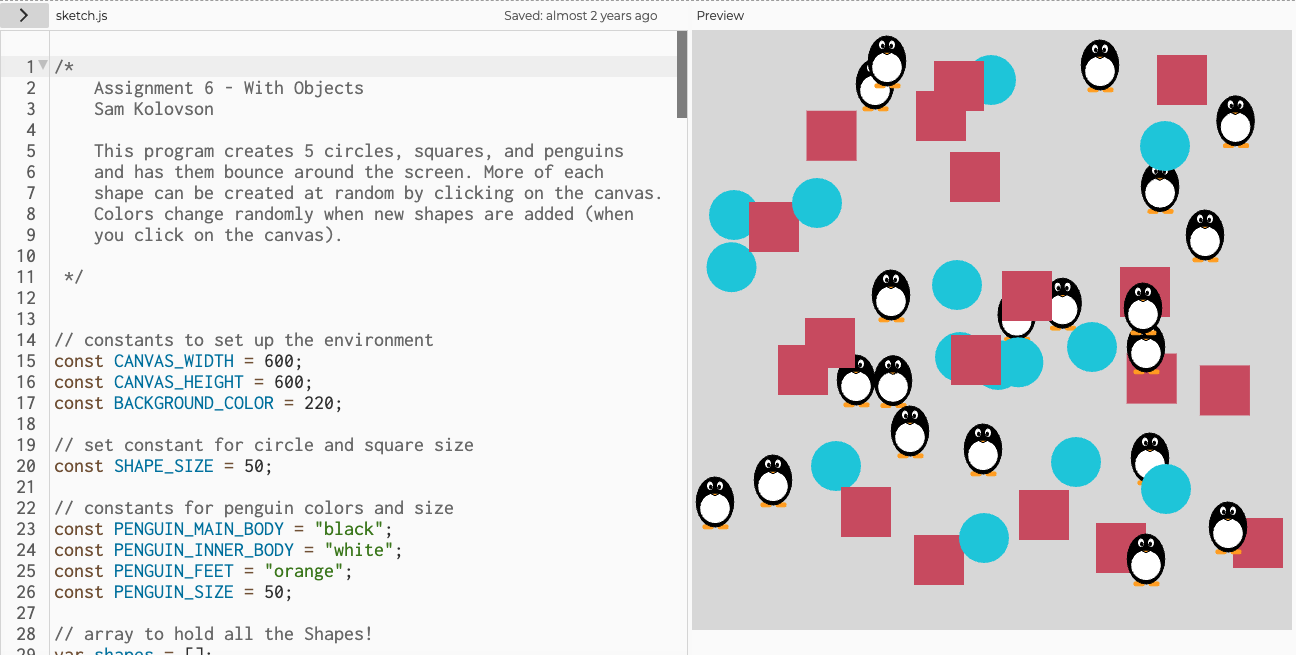 sketch.js Saved: almost 2 years ago Preview
1 /*
2 Assignment 6 - With Objects
3 Sam Kolovson
4
5 This program creates 5 circles, squares, and penguins
6 and has them bounce around the screen. More of each
7 shape can be created at random by clicking on the canvas.
8 Colors change randomly when new shapes are added (when
9 you click on the canvas).
10
11 */
12
13
14 // constants to set up the environment
15 const CANVAS_WIDTH = 600;
16 const CANVAS_HEIGHT = 600;
17 const BACKGROUND_COLOR = 220;
18
19 // set constant for circle and square size
20 const SHAPE_SIZE = 50;
21
22 // constants for penguin colors and size
23 const PENGUIN_MAIN_BODY = "black";
24 const PENGUIN_INNER_BODY = "white";
25 const PENGUIN_FEET = "orange";
26 const PENGUIN_SIZE = 50;
27
28 // array to hold all the Shapes!
29 var shapes = [];